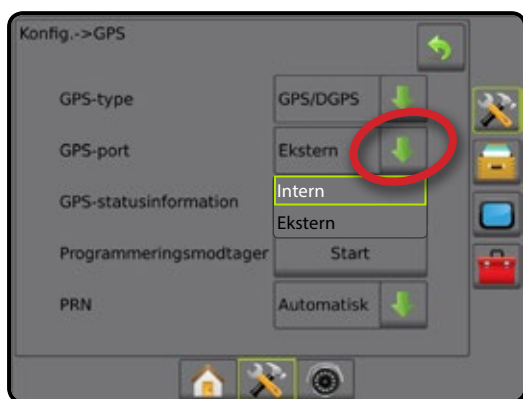 Konfig.->GPS
GPS-type GPS/DGPS
GPS-port Ekstern
Intern
GPS-statusinformation
Ekstern
Programmeringsmodtager Start
PRN Automatisk